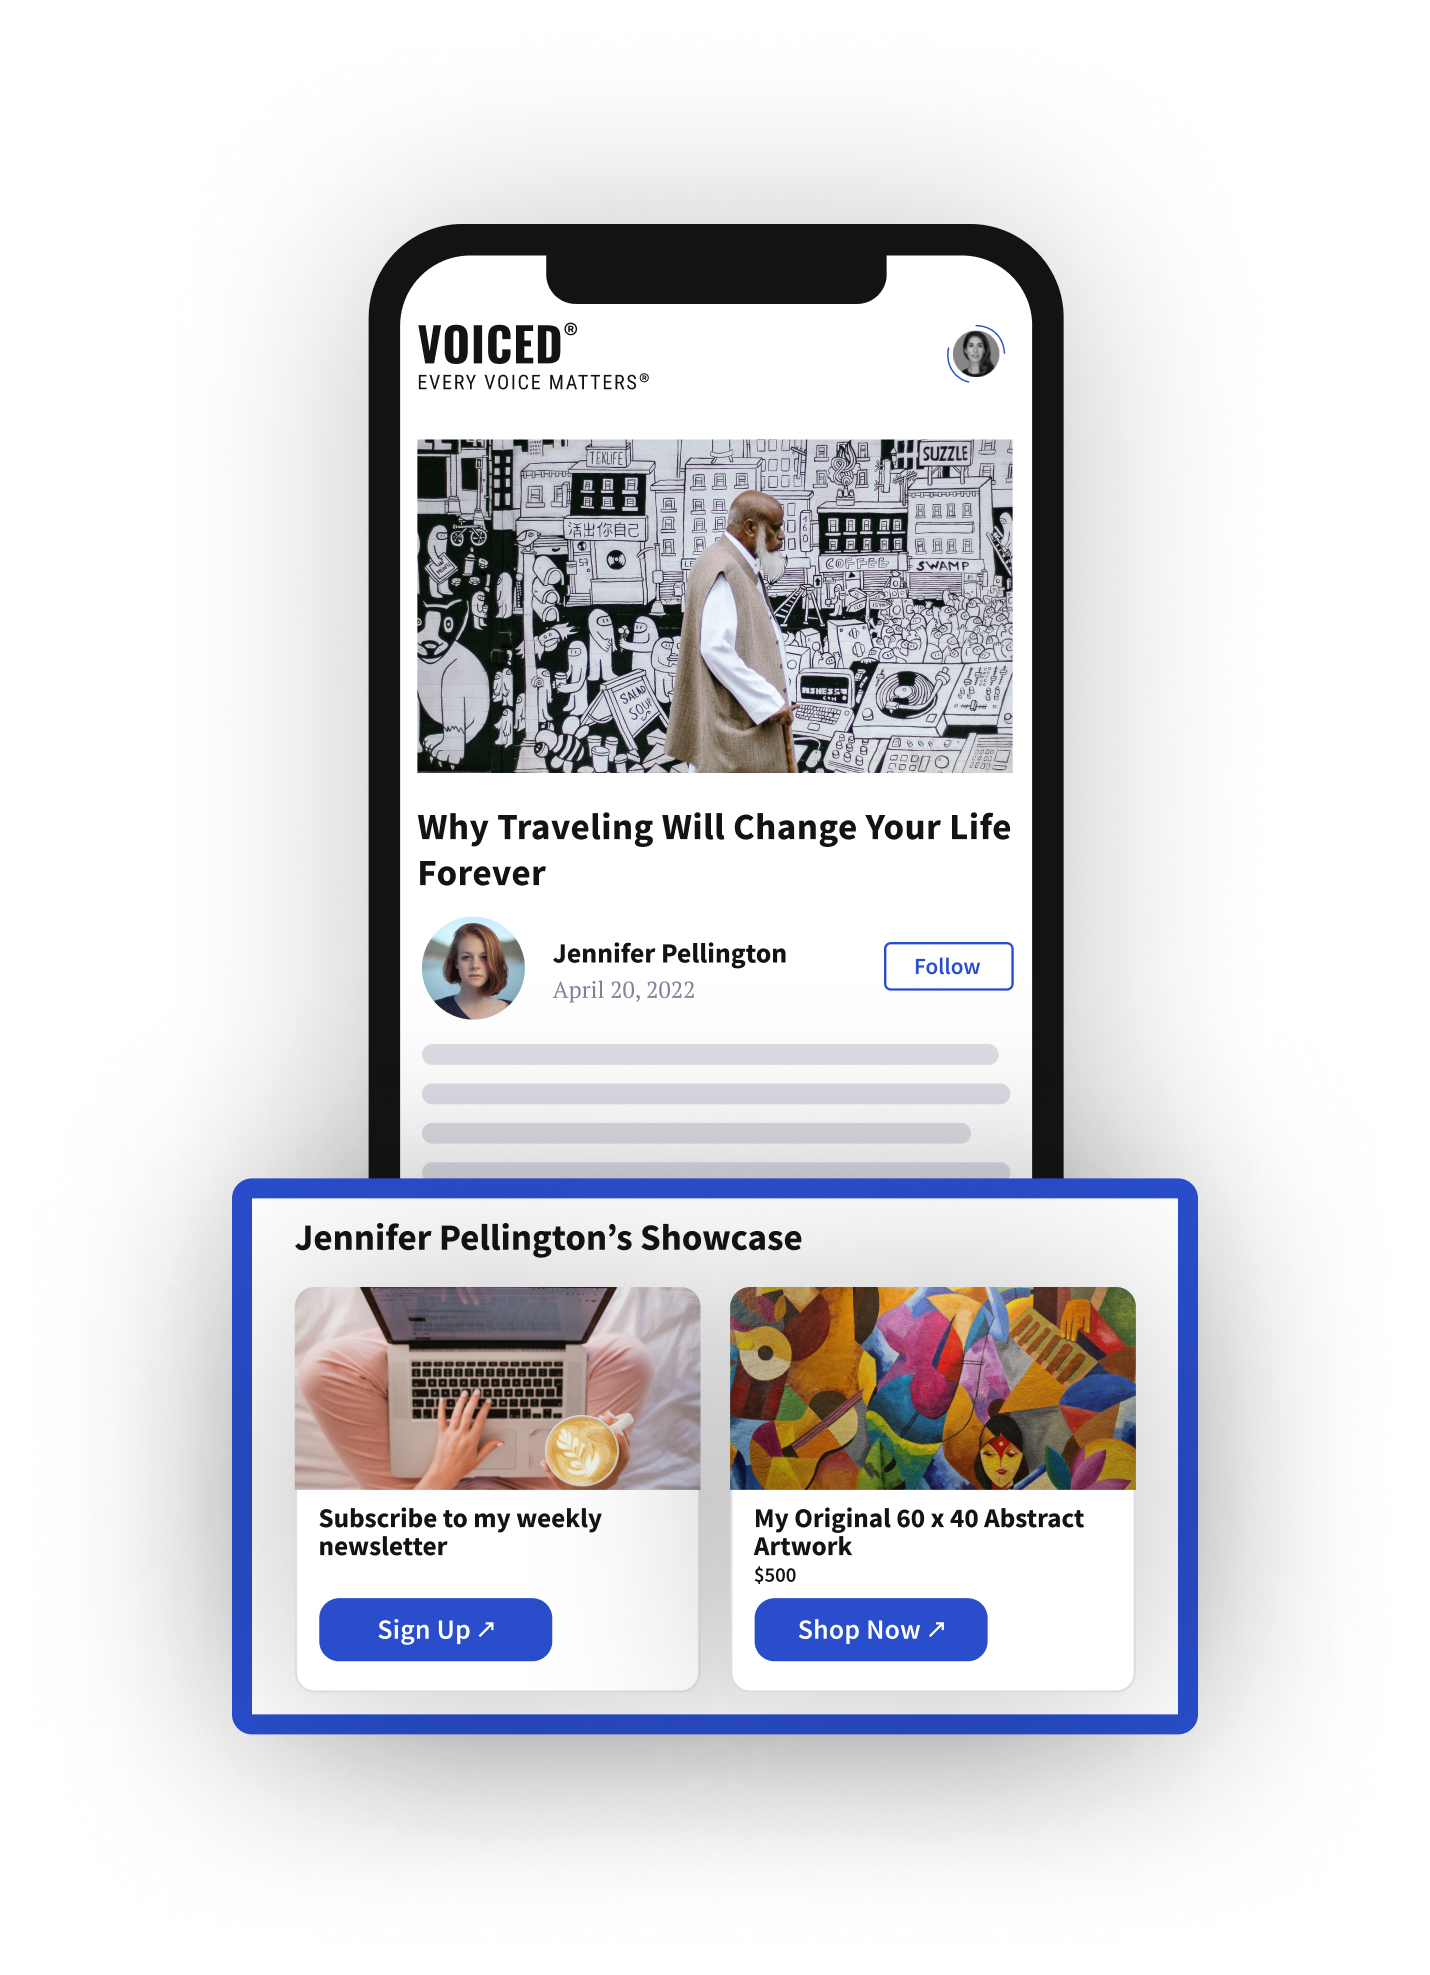 VOICED®
EVERY VOICE MATTERS®
TEKLIFE
SUZZLE
活出你自己
COFFEE
SWAMP
SALAD
SOUP
Why Traveling Will Change Your Life
Forever
Jennifer Pellington
April 20, 2022
Follow
Jennifer Pellington’s Showcase
Subscribe to my weekly
newsletter
Sign Up ↗
My Original 60 x 40 Abstract
Artwork
$500
Shop Now ↗